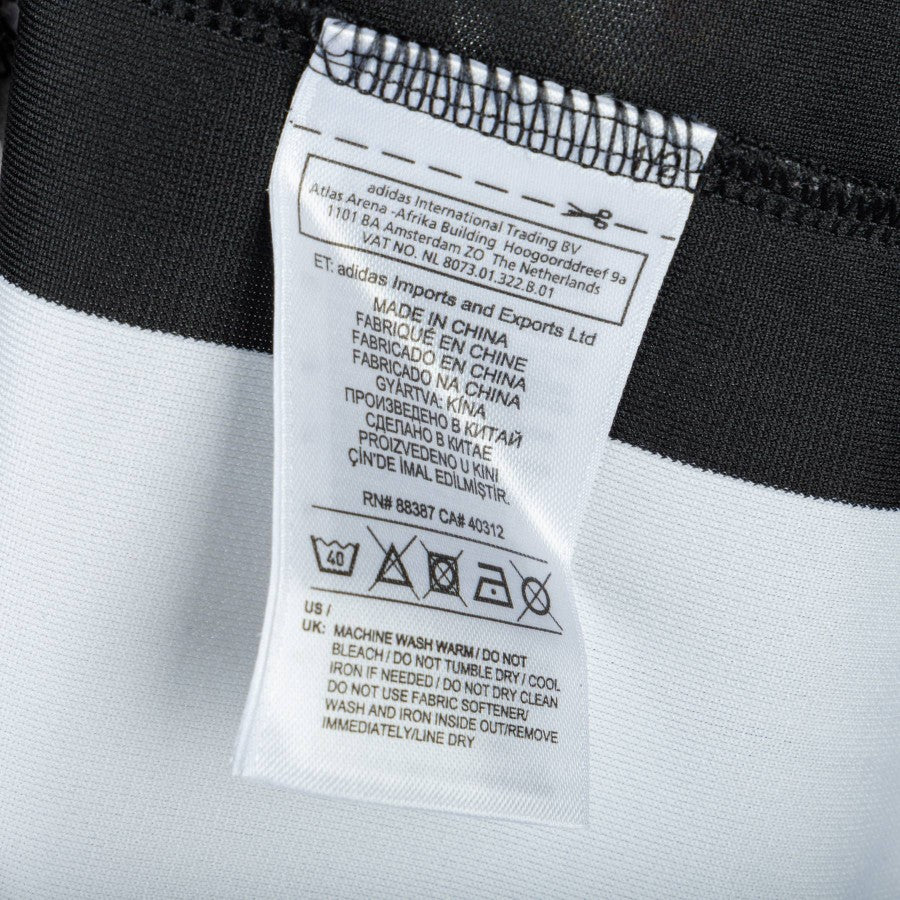 adidas International Trading BV
Atlas Arena -Afrika Building Hoogoorddreef 9a
1101 BA Amsterdam ZO The Netherlands
VAT NO. NL 8073.01.322.B.01
ET: adidas Imports and Exports Ltd
MADE IN CHINA
FABRIQUÉ EN CHINE
FABRICADO EN CHINA
FABRICADO NA CHINA
GYÁRTVA: KÍNA
ПРОИЗВЕДЕНО В КИТАЙ
СДЕЛАНО В КИТАЕ
PROIZVEDENO U KINI
ÇİN'DE İMAL EDİLMİŞTİR.
RN# 88387 CA# 40312
40
US /
UK: MACHINE WASH WARM / DO NOT
BLEACH / DO NOT TUMBLE DRY / COOL
IRON IF NEEDED / DO NOT DRY CLEAN
DO NOT USE FABRIC SOFTENER/
WASH AND IRON INSIDE OUT/REMOVE
IMMEDIATELY/LINE DRY